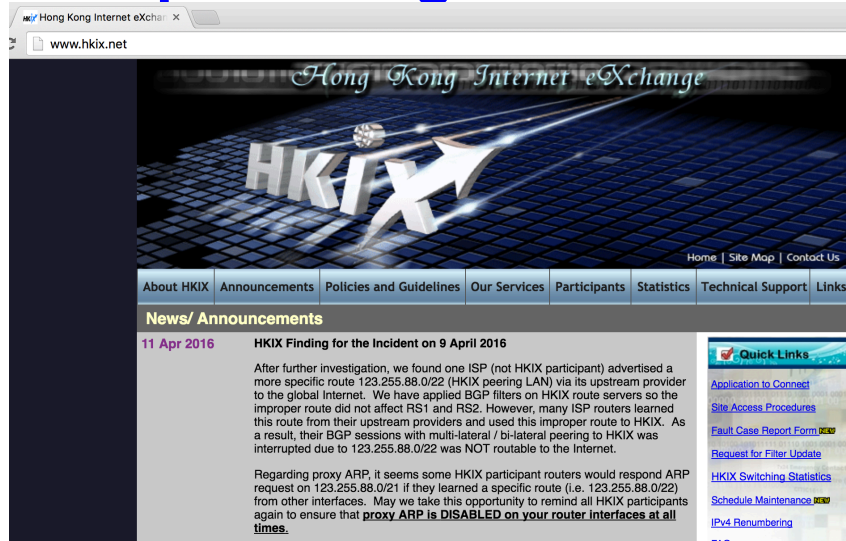 Hong Kong Internet eXchan
www.hkix.net
Hong Kong Internet eXchange
HKIX
Home | Site Map | Contact Us
About HKIX
Announcements
Policies and Guidelines
Our Services
Participants
Statistics
Technical Support
Links
News/ Announcements
11 Apr 2016
HKIX Finding for the Incident on 9 April 2016
After further investigation, we found one ISP (not HKIX participant) advertised a
more specific route 123.255.88.0/22 (HKIX peering LAN) via its upstream provider
to the global Internet. We have applied BGP filters on HKIX route servers so the
improper route did not affect RS1 and RS2. However, many ISP routers learned
this route from their upstream providers and used this improper route to HKIX. As
a result, their BGP sessions with multi-lateral / bi-lateral peering to HKIX was
interrupted due to 123.255.88.0/22 was NOT routable to the Internet.
Regarding proxy ARP, it seems some HKIX participant routers would respond ARP
request on 123.255.88.0/21 if they learned a specific route (i.e. 123.255.88.0/22)
from other interfaces. May we take this opportunity to remind all HKIX participants
again to ensure that proxy ARP is DISABLED on your router interfaces at all
times.
Quick Links
Application to Connect
Site Access Procedures
Fault Case Report Form NEW
Request for Filter Update
HKIX Switching Statistics
Schedule Maintenance NEW
IPv4 Renumbering